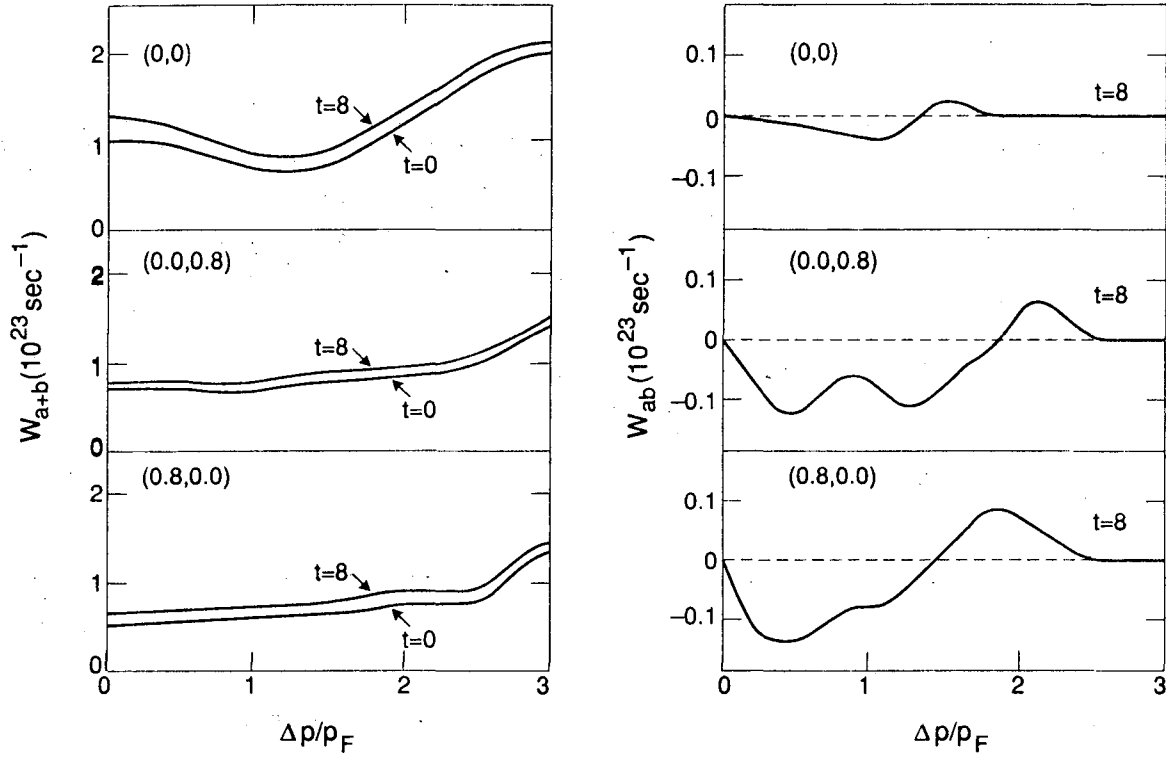 2
(0,0)
t=8
1
t=0
0
2
(0.0,0.8)
t=8
1
t=0
0
2
(0.8,0.0)
t=8
1
t=0
0
0 1 2 3
Δp/p_F
W_{a+b}(10^{23} sec^{-1})
0.1
(0,0)
t=8
0
−0.1
(0.0,0.8)
0.1
t=8
0
−0.1
(0.8,0.0)
0.1
t=8
0
−0.1
0 1 2 3
Δp/p_F
W_{ab}(10^{23} sec^{-1})